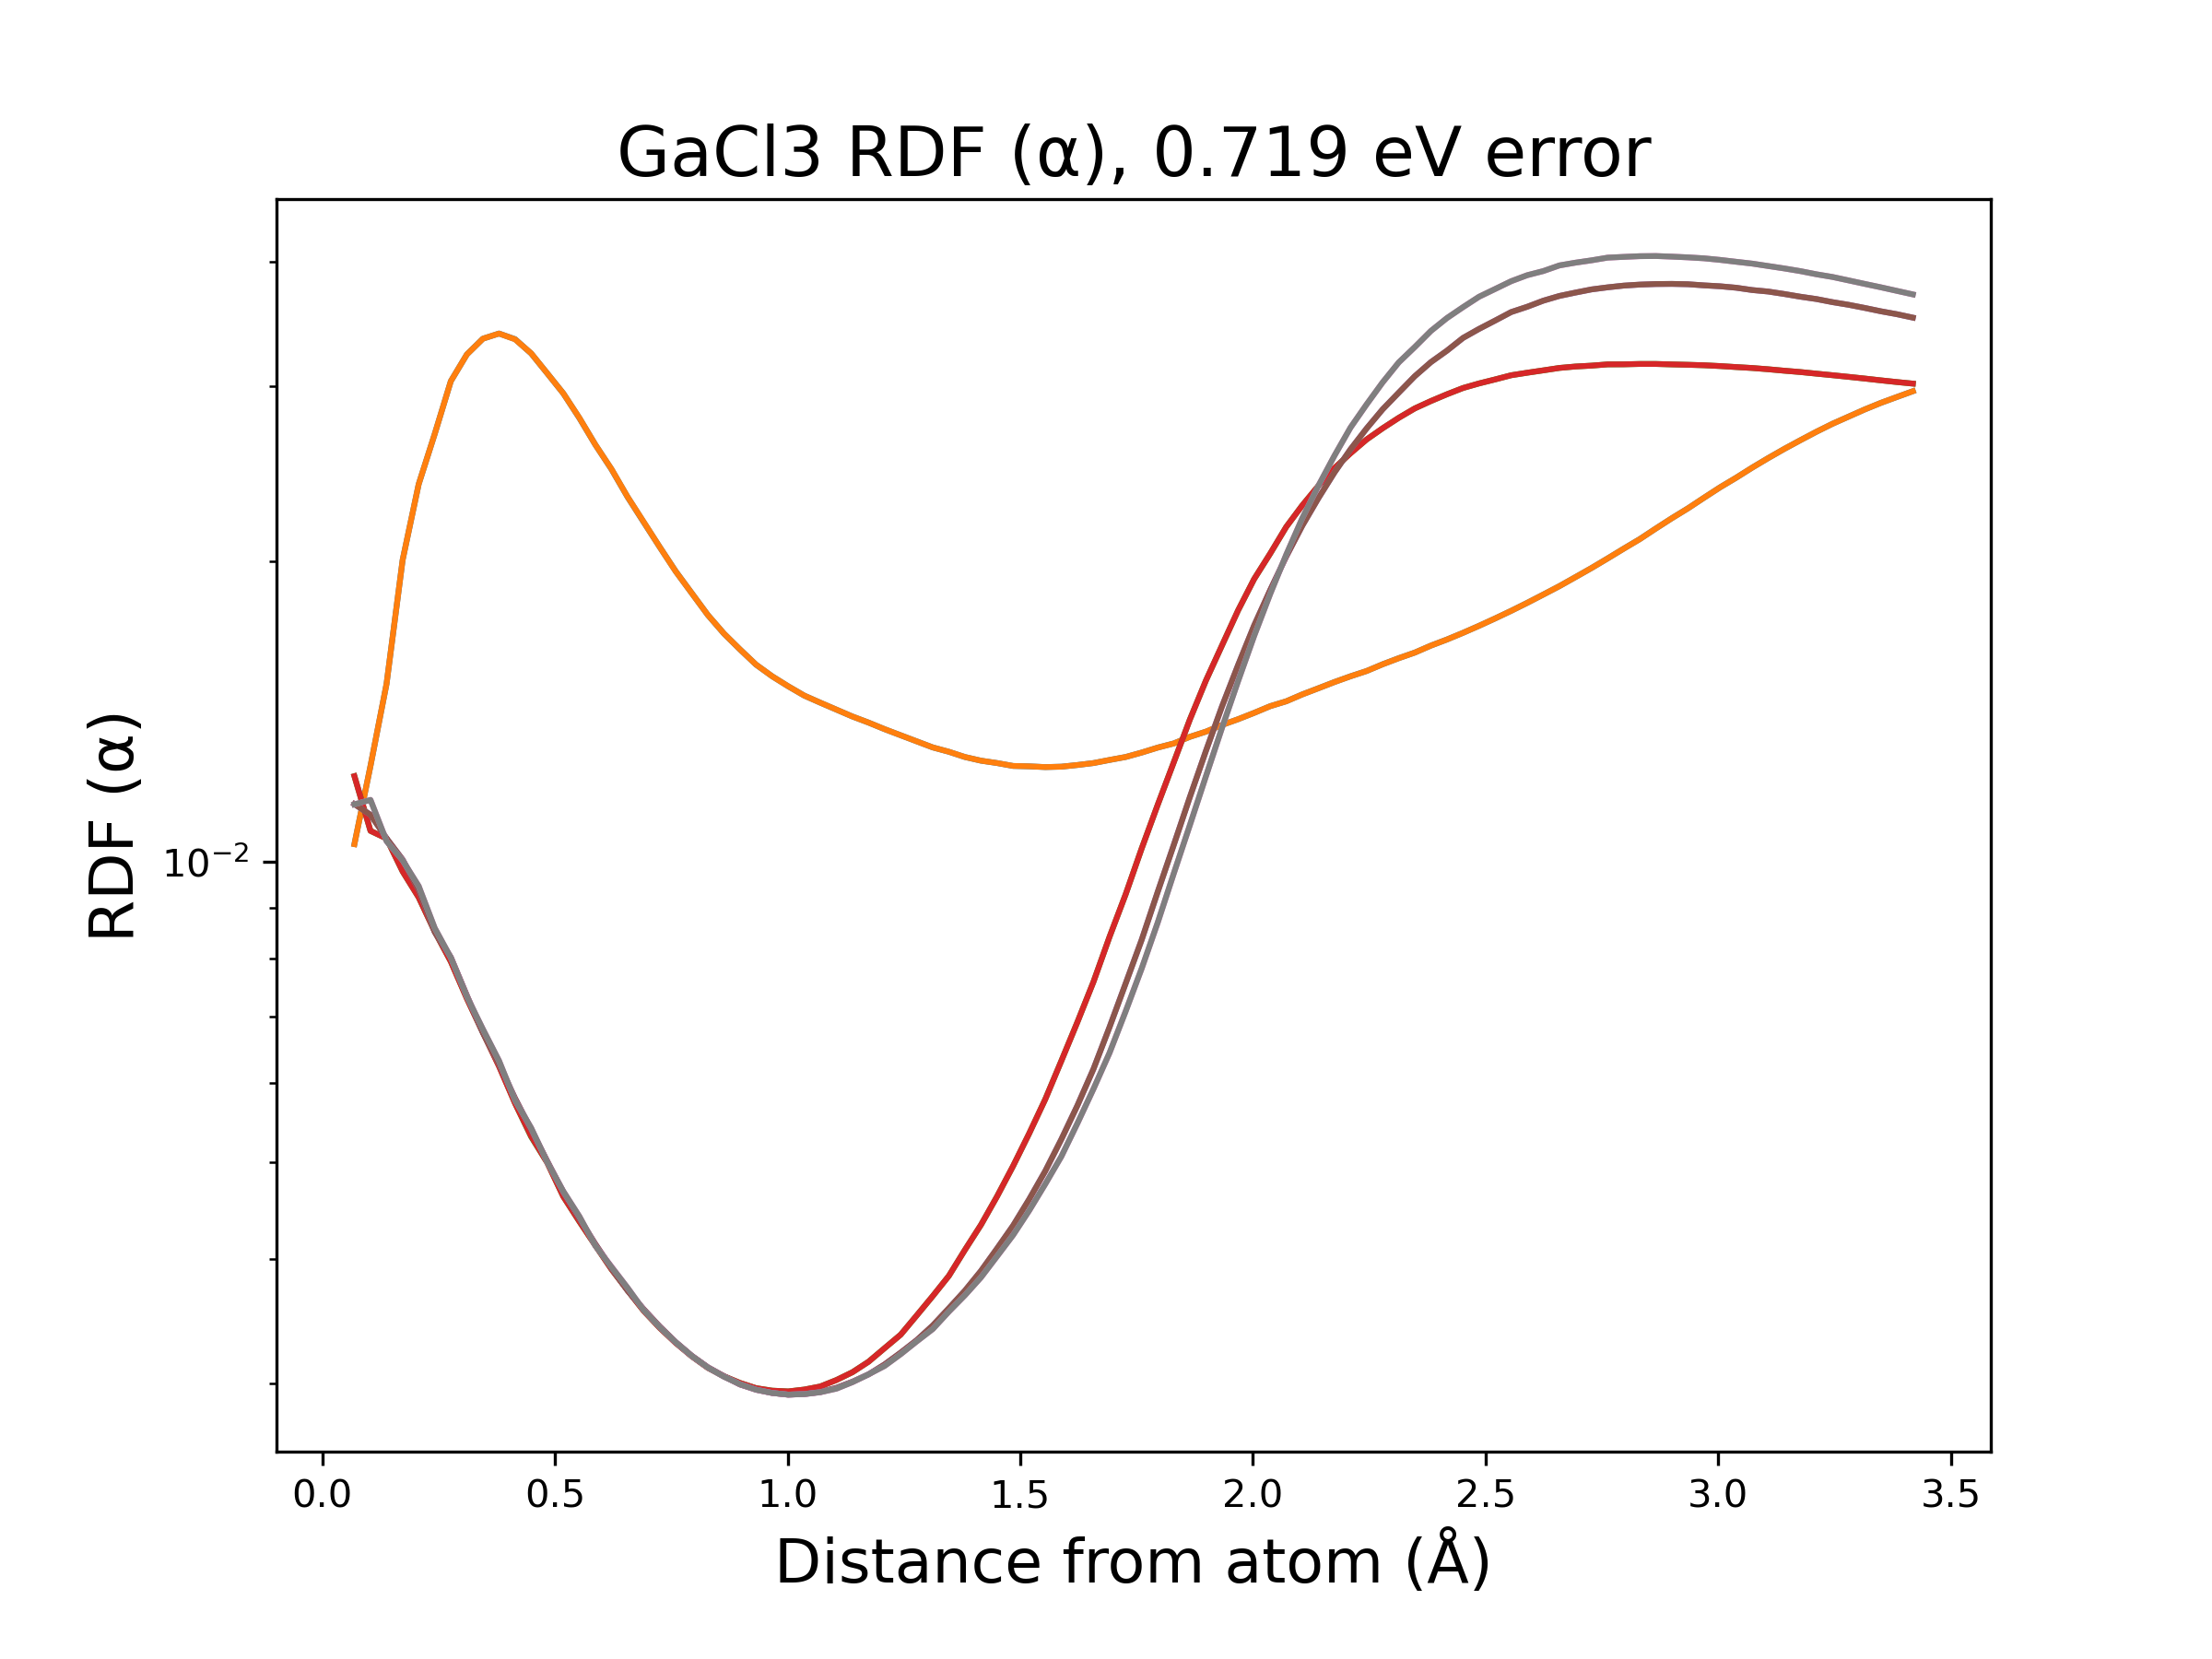 GaCl3 RDF (α), 0.719 eV error
RDF (α)
10⁻²
0.0 0.5 1.0 1.5 2.0 2.5 3.0 3.5
Distance from atom (Å)